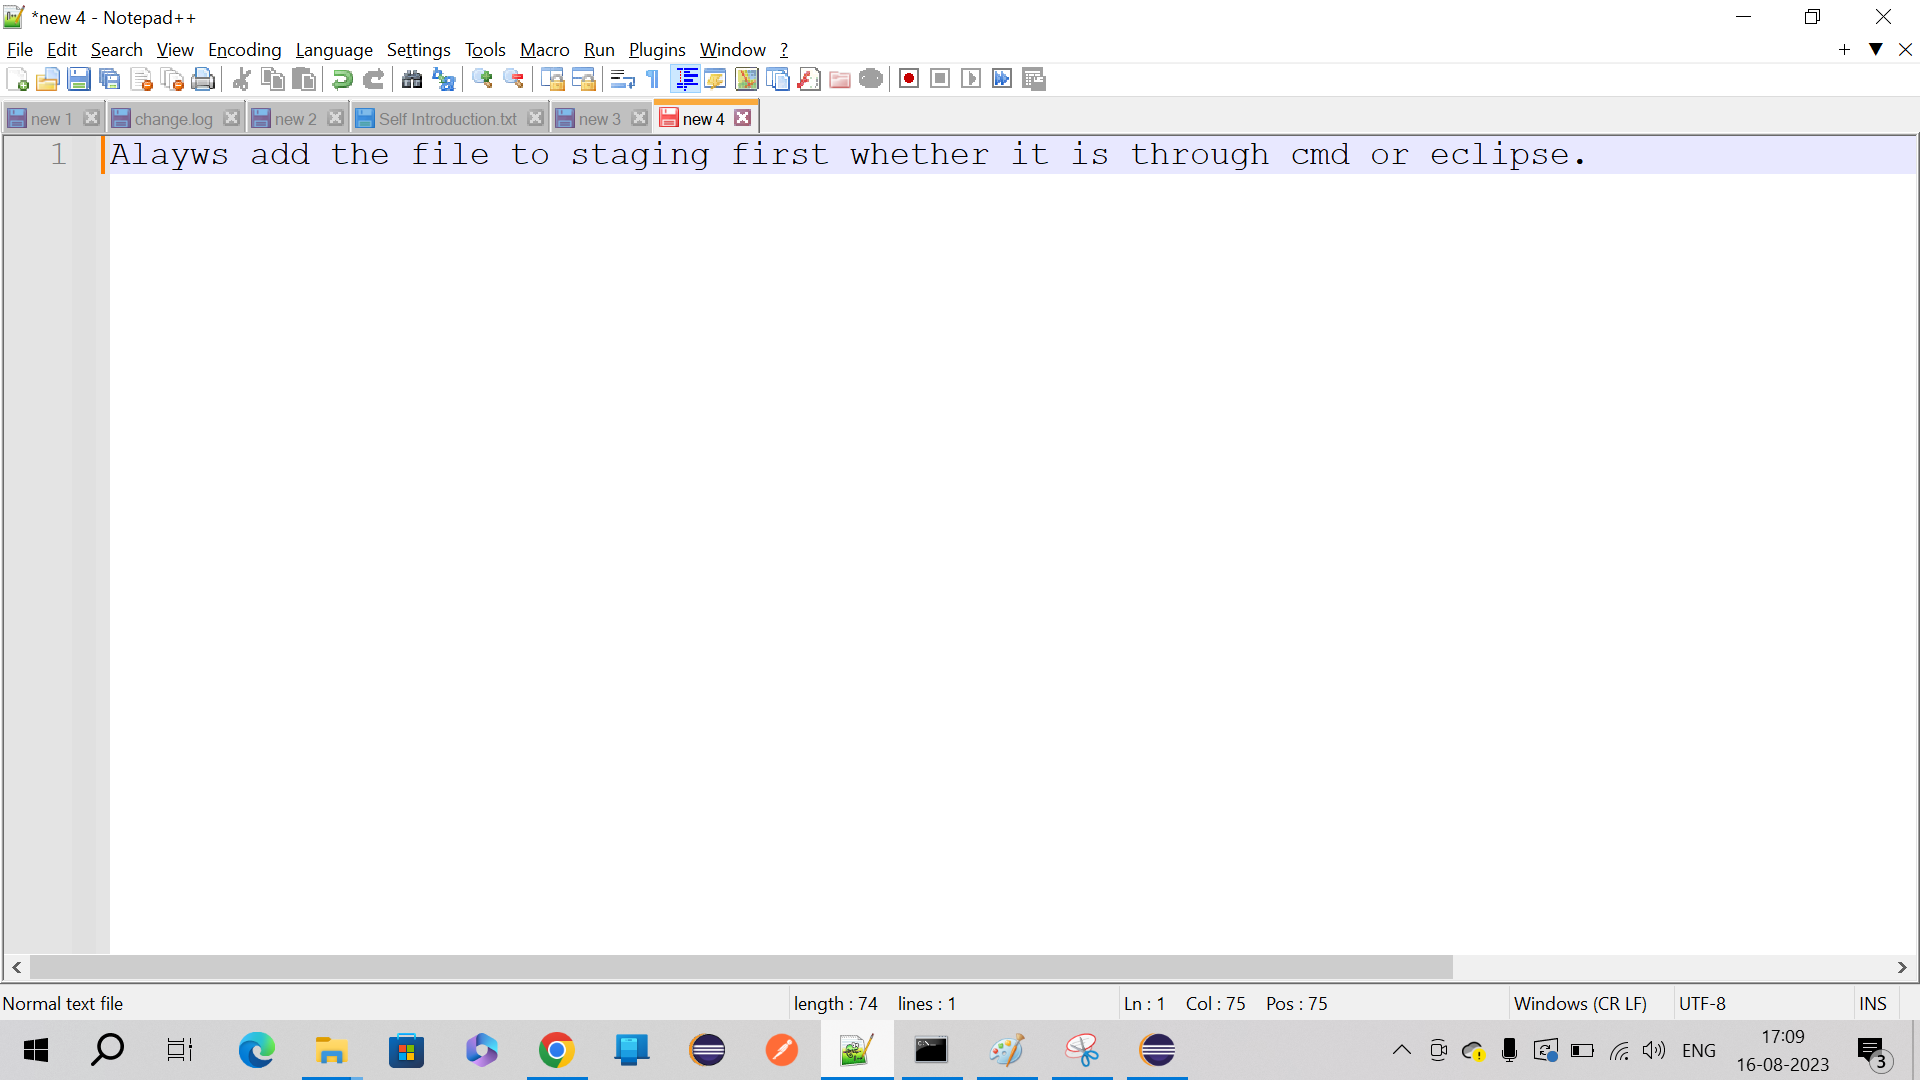 *new 4 - Notepad++
File Edit Search View Encoding Language Settings Tools Macro Run Plugins Window ?
new 1 change.log new 2 Self Introduction.txt new 3 new 4
1 Alayws add the file to staging first whether it is through cmd or eclipse.
Normal text file length : 74 lines : 1 Ln : 1 Col : 75 Pos : 75 Windows (CR LF) UTF-8 INS
ENG 17:09
16-08-2023 3